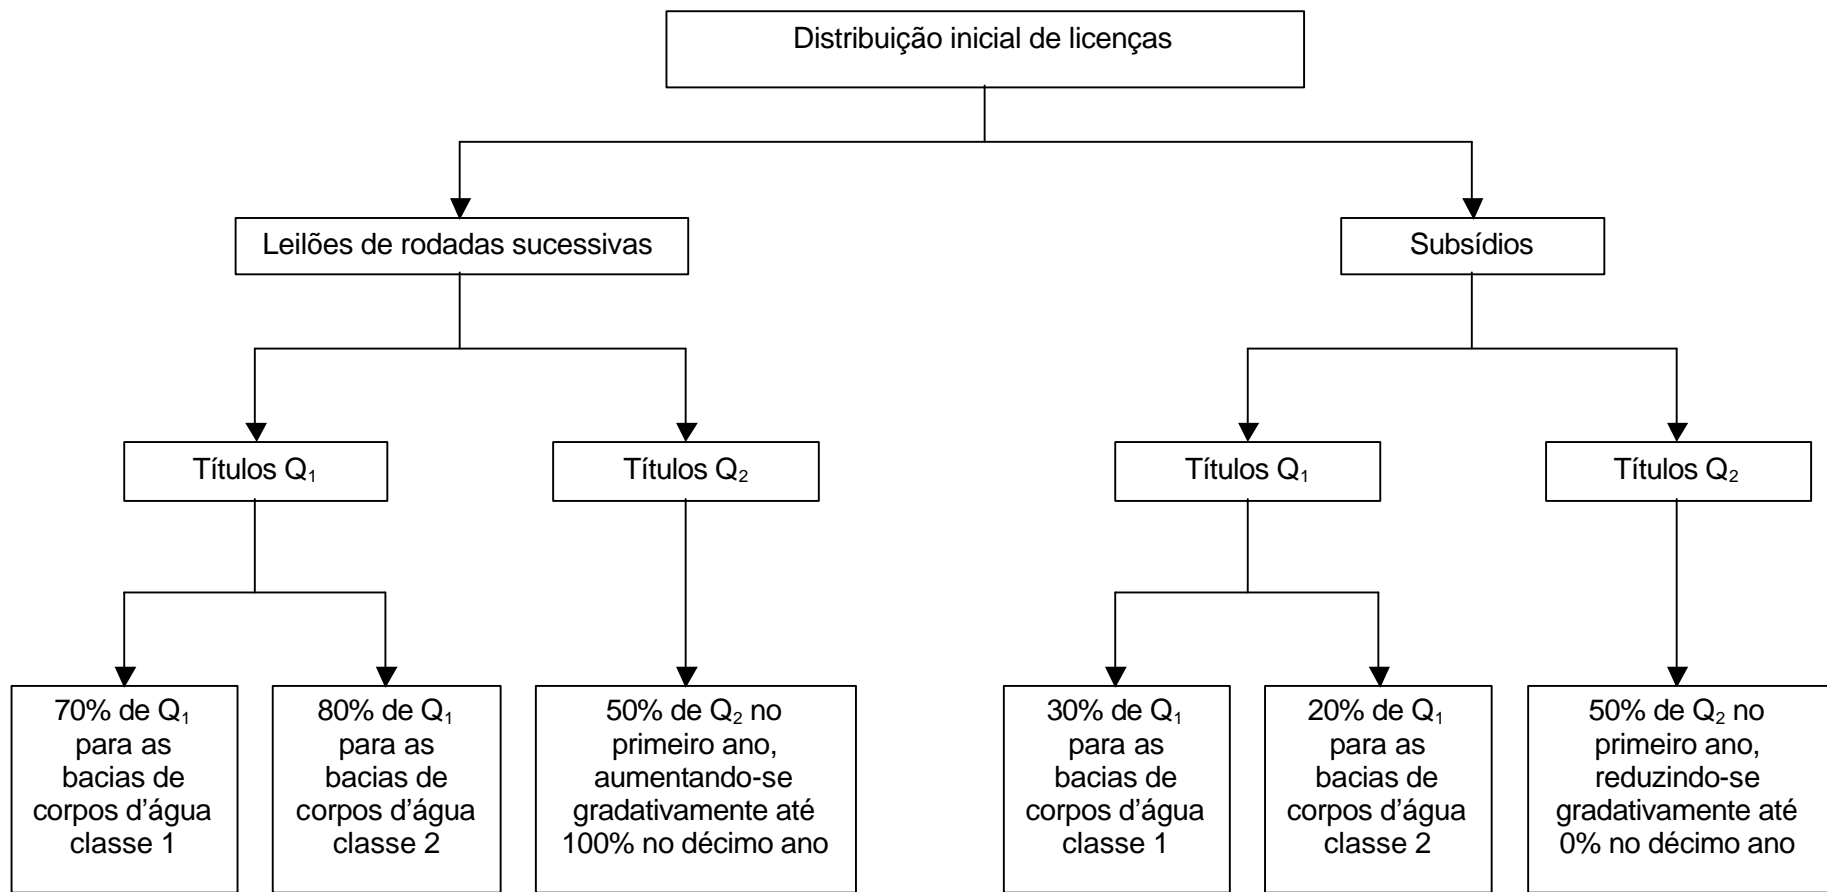 Distribuição inicial de licenças
Leilões de rodadas sucessivas
Subsídios
Títulos Q₁
Títulos Q₂
Títulos Q₁
Títulos Q₂
70% de Q₁
para as
bacias de
corpos d’água
classe 1
80% de Q₁
para as
bacias de
corpos d’água
classe 2
50% de Q₂ no
primeiro ano,
aumentando-se
gradativamente até
100% no décimo ano
30% de Q₁
para as
bacias de
corpos d’água
classe 1
20% de Q₁
para as
bacias de
corpos d’água
classe 2
50% de Q₂ no
primeiro ano,
reduzindo-se
gradativamente até
0% no décimo ano